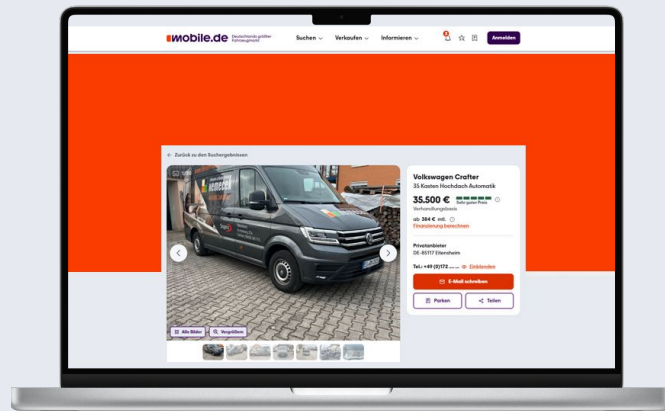 mobile.de
Deutschlands größter
Fahrzeugmarkt
Suchen
Verkaufen
Informieren
Anmelden
← Zurück zu den Suchergebnissen
Volkswagen Crafter
35 Kasten Hochdach Automatik
35.500 €
Sehr guter Preis
Verhandlungsbasis
ab 384 € mtl.
Finanzierung berechnen
Privatanbieter
DE-85117 Eitensheim
Tel.: +49 (0)172
Einblenden
E-Mail schreiben
Parken
Teilen
Alle Bilder
Vergrößern